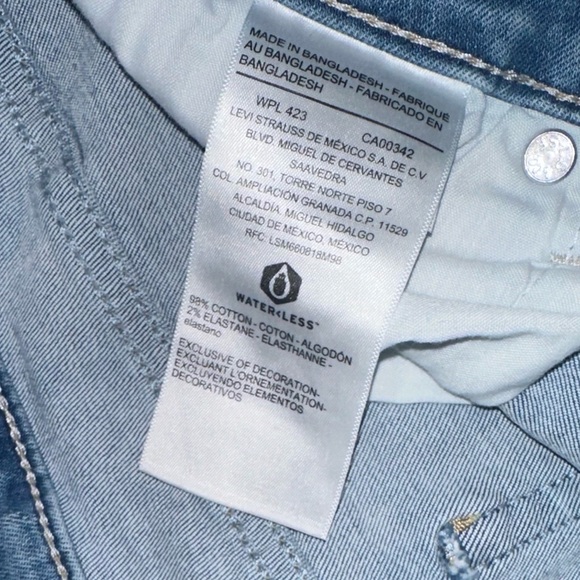 MADE IN BANGLADESH - FABRIQUE
AU BANGLADESH - FABRICADO EN
BANGLADESH
WPL 423 CA00342
LEVI STRAUSS DE MÉXICO S.A. DE C.V
BLVD. MIGUEL DE CERVANTES
SAAVEDRA
NO. 301, TORRE NORTE PISO 7
COL. AMPLIACIÓN GRANADA C.P. 11529
ALCALDÍA, MIGUEL HIDALGO
CIUDAD DE MÉXICO, MÉXICO
RFC: LSM660818M98
WATER<LESS™
98% COTTON - COTON - ALGODÓN
2% ELASTANE - ELASTHANNE -
elastano
EXCLUSIVE OF DECORATION-
EXCLUANT L'ORNEMENTATION-
EXCLUYENDO ELEMENTOS
DECORATIVOS